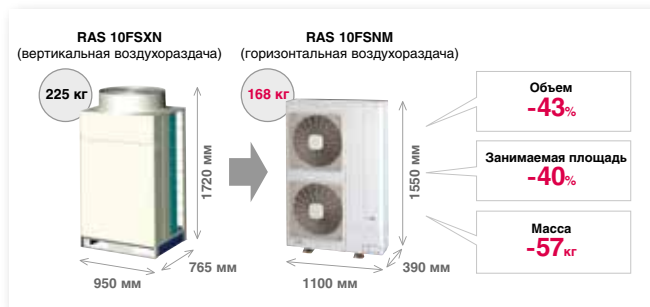 RAS 10FSXN
(вертикальная воздухораздача)
225 кг
1720 мм
950 мм
765 мм
RAS 10FSNM
(горизонтальная воздухораздача)
168 кг
1550 мм
1100 мм
390 мм
Объем
-43%
Занимаемая площадь
-40%
Масса
-57кг